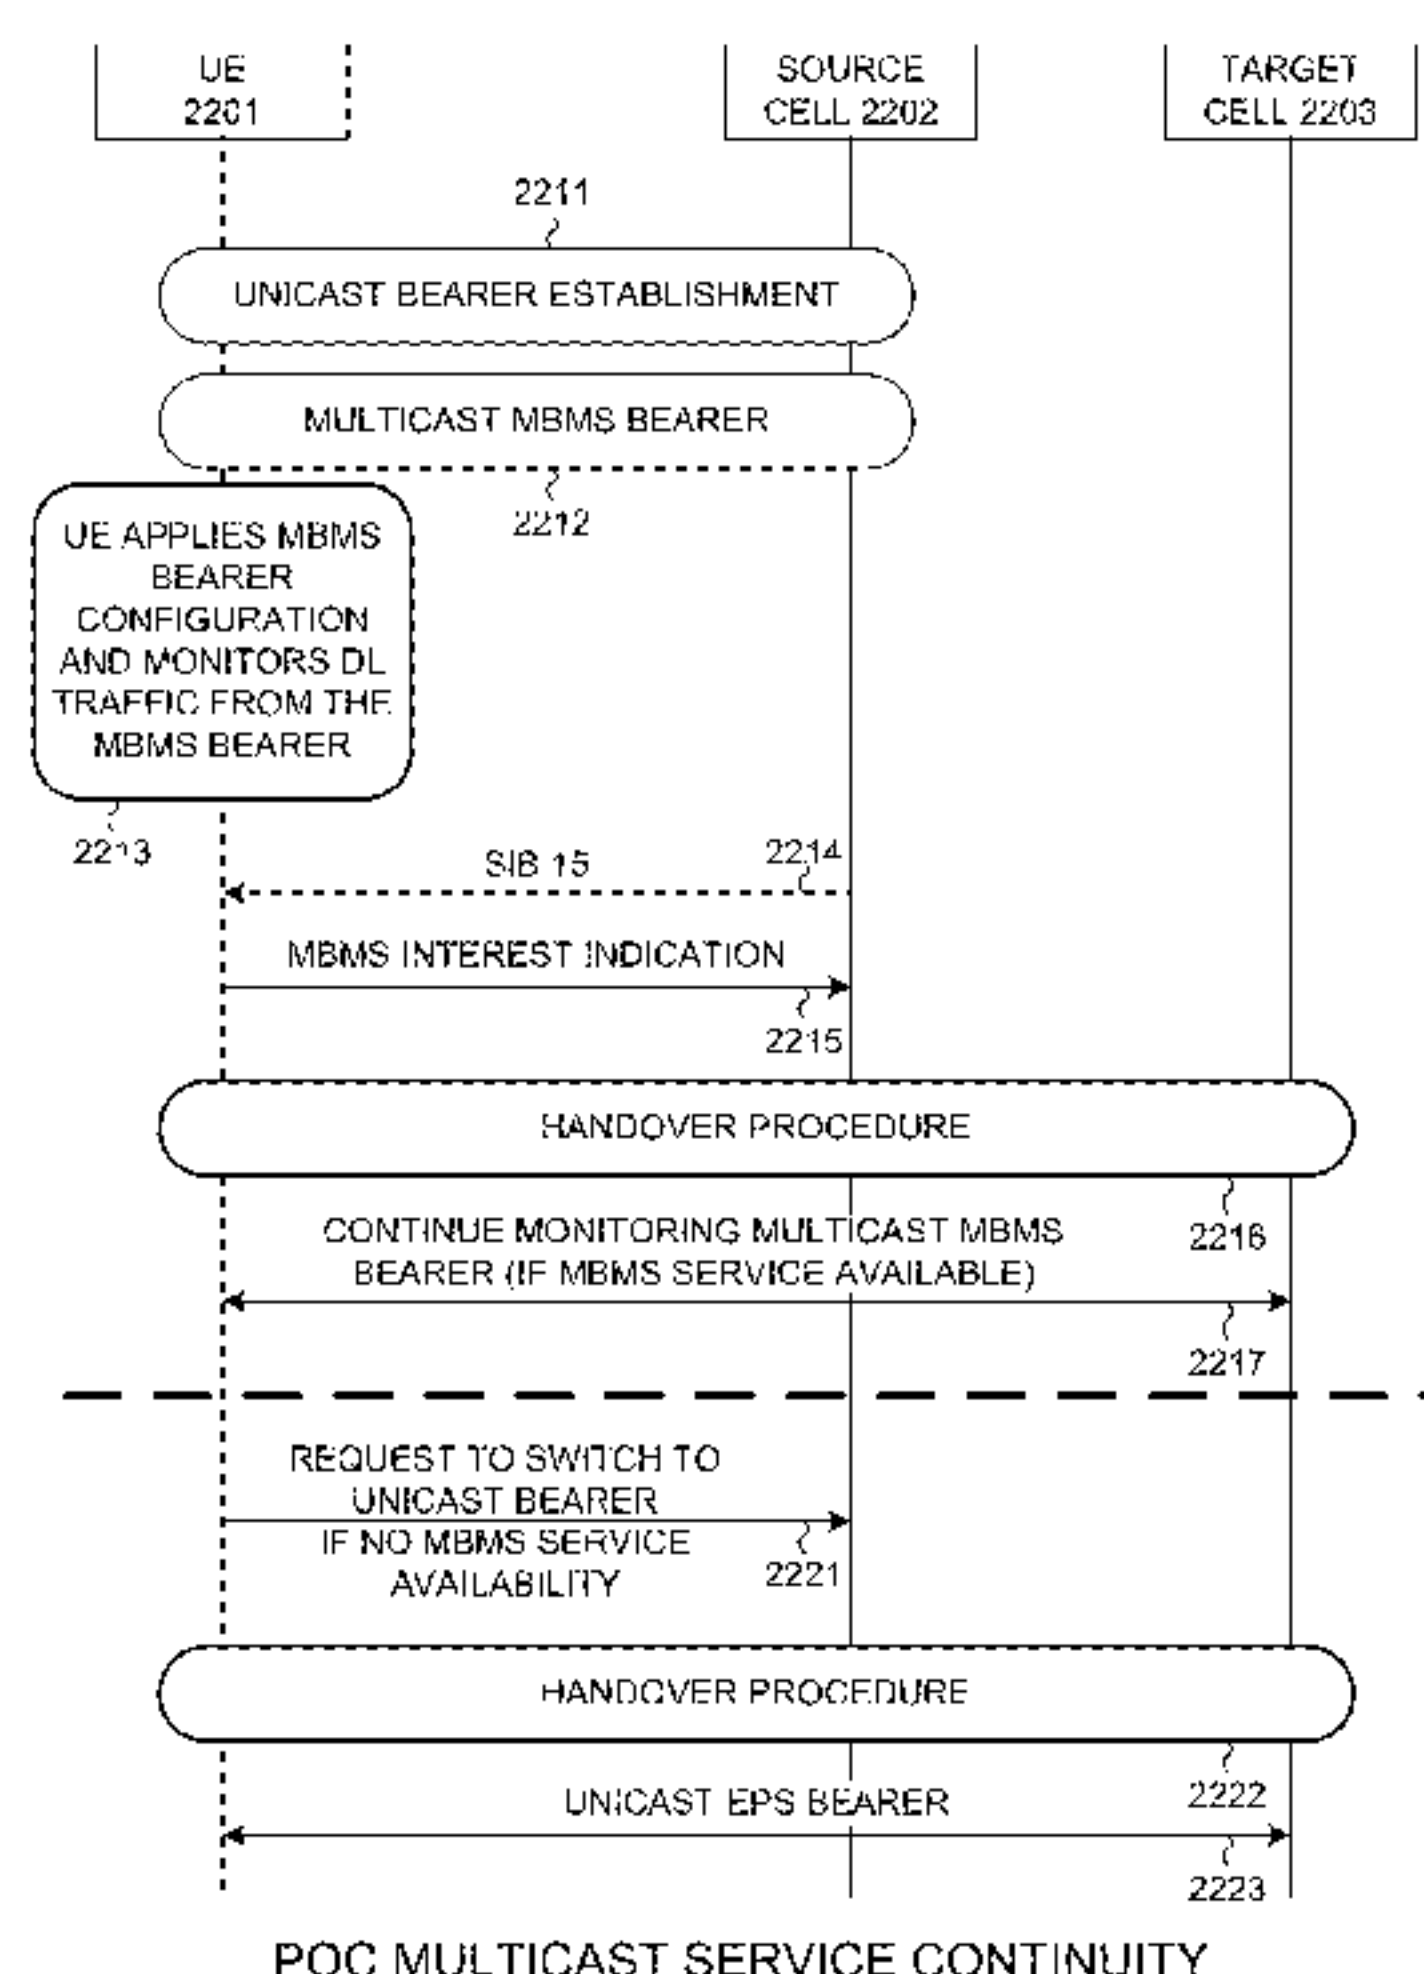 UE
2201
SOURCE
CELL 2202
TARGET
CELL 2203
2211
UNICAST BEARER ESTABLISHMENT
MULTICAST MBMS BEARER
2212
UE APPLIES MBMS
BEARER
CONFIGURATION
AND MONITORS DL
TRAFFIC FROM THE
MBMS BEARER
2213
SIB 15
2214
MBMS INTEREST INDICATION
2215
HANDOVER PROCEDURE
2216
CONTINUE MONITORING MULTICAST MBMS
BEARER (IF MBMS SERVICE AVAILABLE)
2217
REQUEST TO SWITCH TO
UNICAST BEARER
IF NO MBMS SERVICE
AVAILABILITY
2221
HANDOVER PROCEDURE
2222
UNICAST EPS BEARER
2223
POC MULTICAST SERVICE CONTINUITY